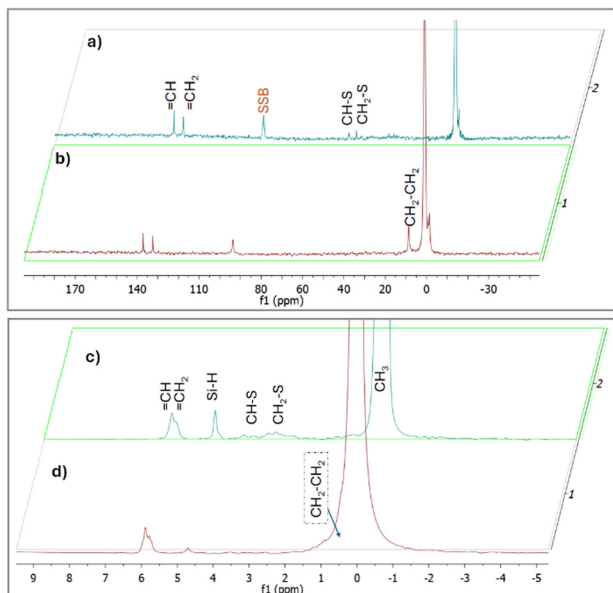 a)
=CH
=CH₂
SSB
CH-S
CH₂-S
2
b)
CH₂-CH₂
1
170 140 110 80 60 40 20 0 -30
f1 (ppm)
c)
=CH
=CH₂
Si-H
CH-S
CH₂-S
CH₃
2
d)
CH₂-CH₂
1
9 8 7 6 5 4 3 2 1 0 -1 -2 -3 -4 -5
f1 (ppm)